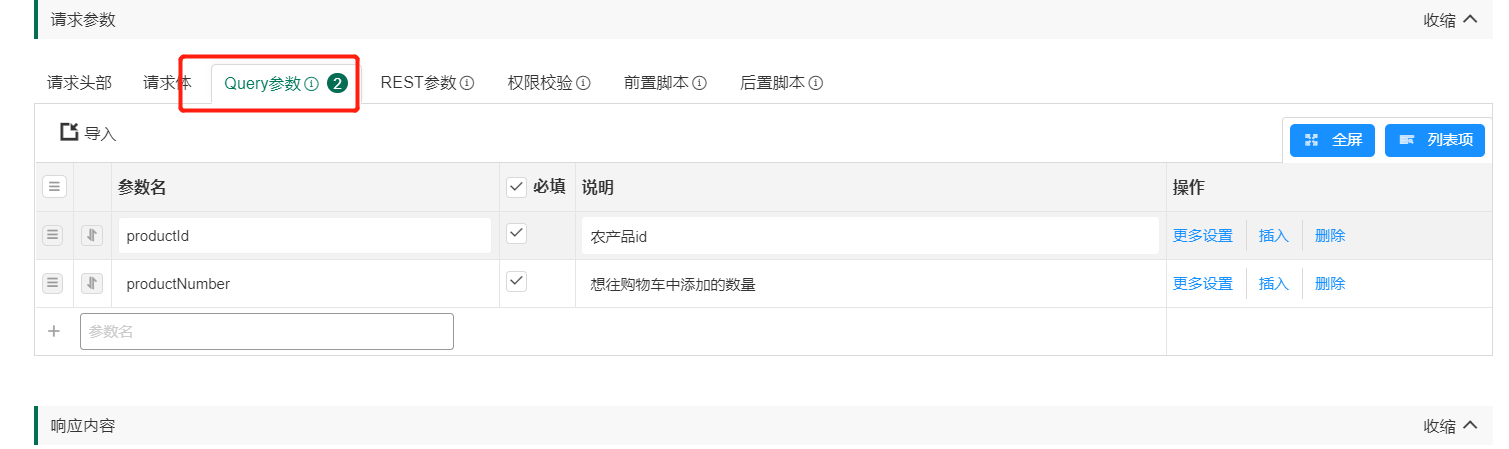 请求参数 收缩
请求头部 请求体 Query参数 2 REST参数 权限校验 前置脚本 后置脚本
导入 全屏 列表项
参数名 必填 说明 操作
productId 农产品id 更多设置 插入 删除
productNumber 想往购物车中添加的数量 更多设置 插入 删除
+ 参数名
响应内容 收缩